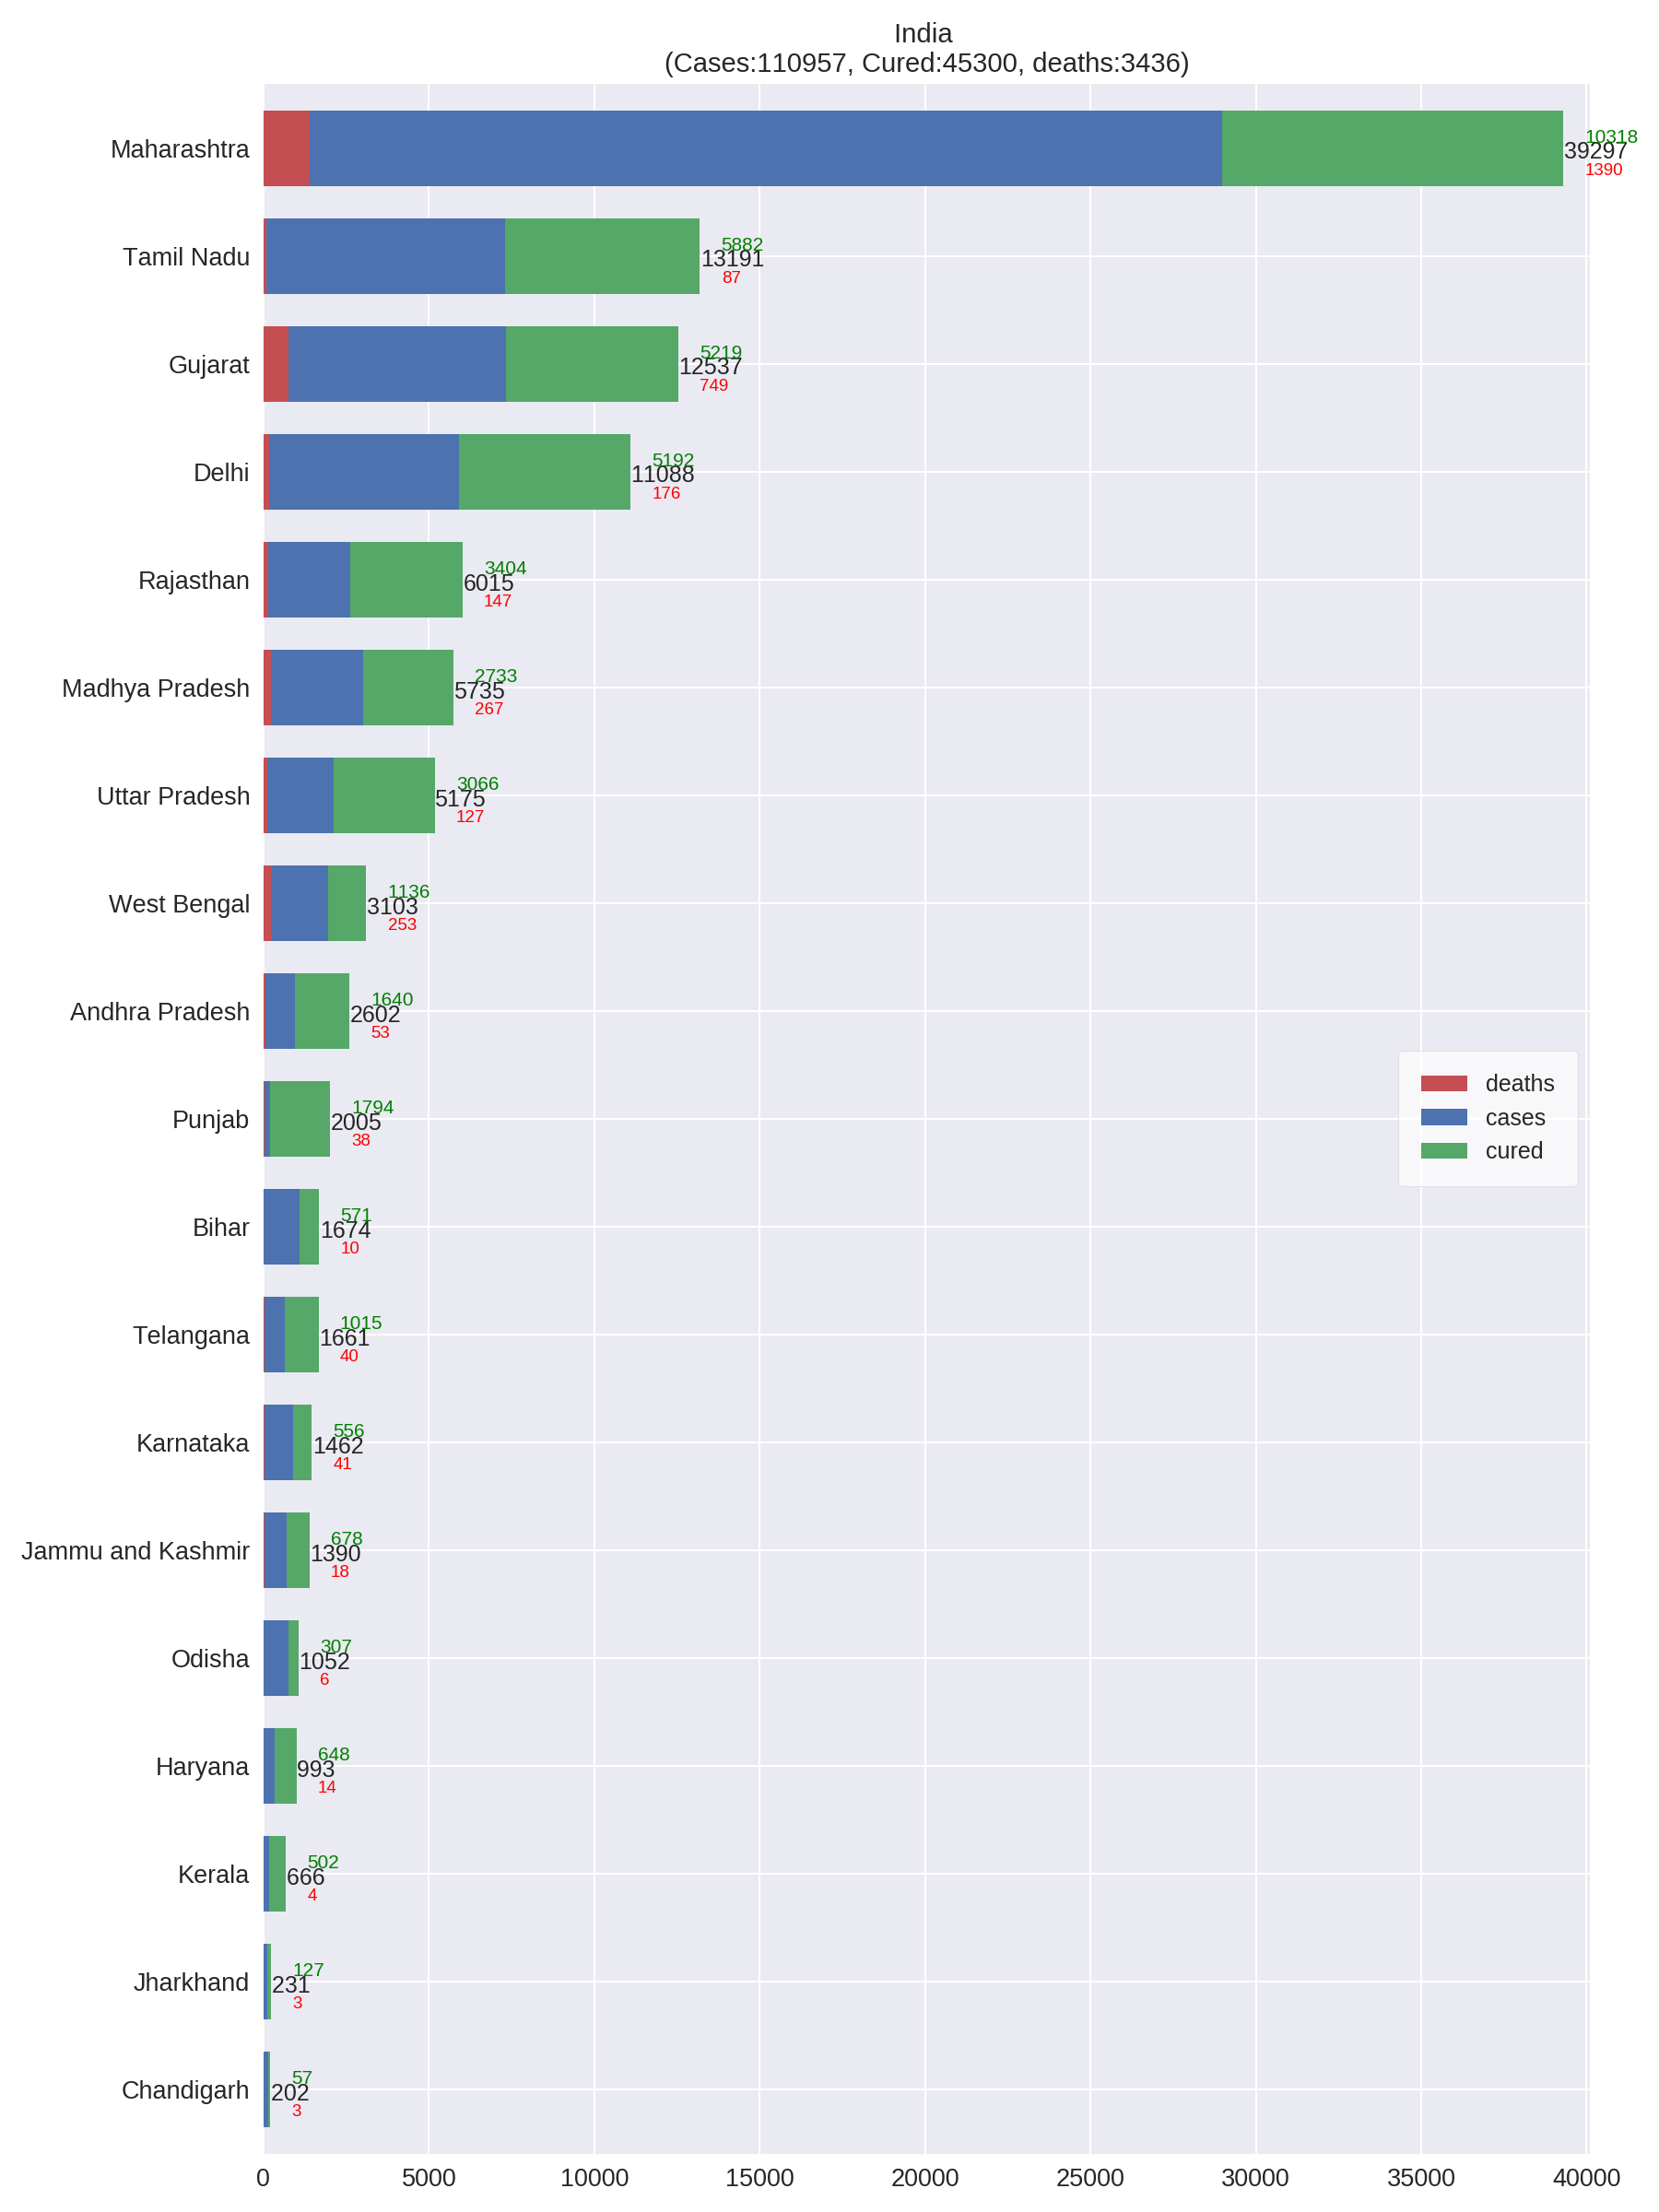 India
(Cases:110957, Cured:45300, deaths:3436)
Maharashtra
10318
39297
1390
Tamil Nadu
5882
13191
87
Gujarat
5219
12537
749
Delhi
5192
11088
176
Rajasthan
3404
6015
147
Madhya Pradesh
2733
5735
267
Uttar Pradesh
3066
5175
127
West Bengal
1136
3103
253
Andhra Pradesh
1640
2602
53
Punjab
1794
2005
38
deaths
cases
cured
Bihar
571
1674
10
Telangana
1015
1661
40
Karnataka
556
1462
41
Jammu and Kashmir
678
1390
18
Odisha
307
1052
6
Haryana
648
993
14
Kerala
502
666
4
Jharkhand
127
231
3
Chandigarh
57
202
3
0 5000 10000 15000 20000 25000 30000 35000 40000